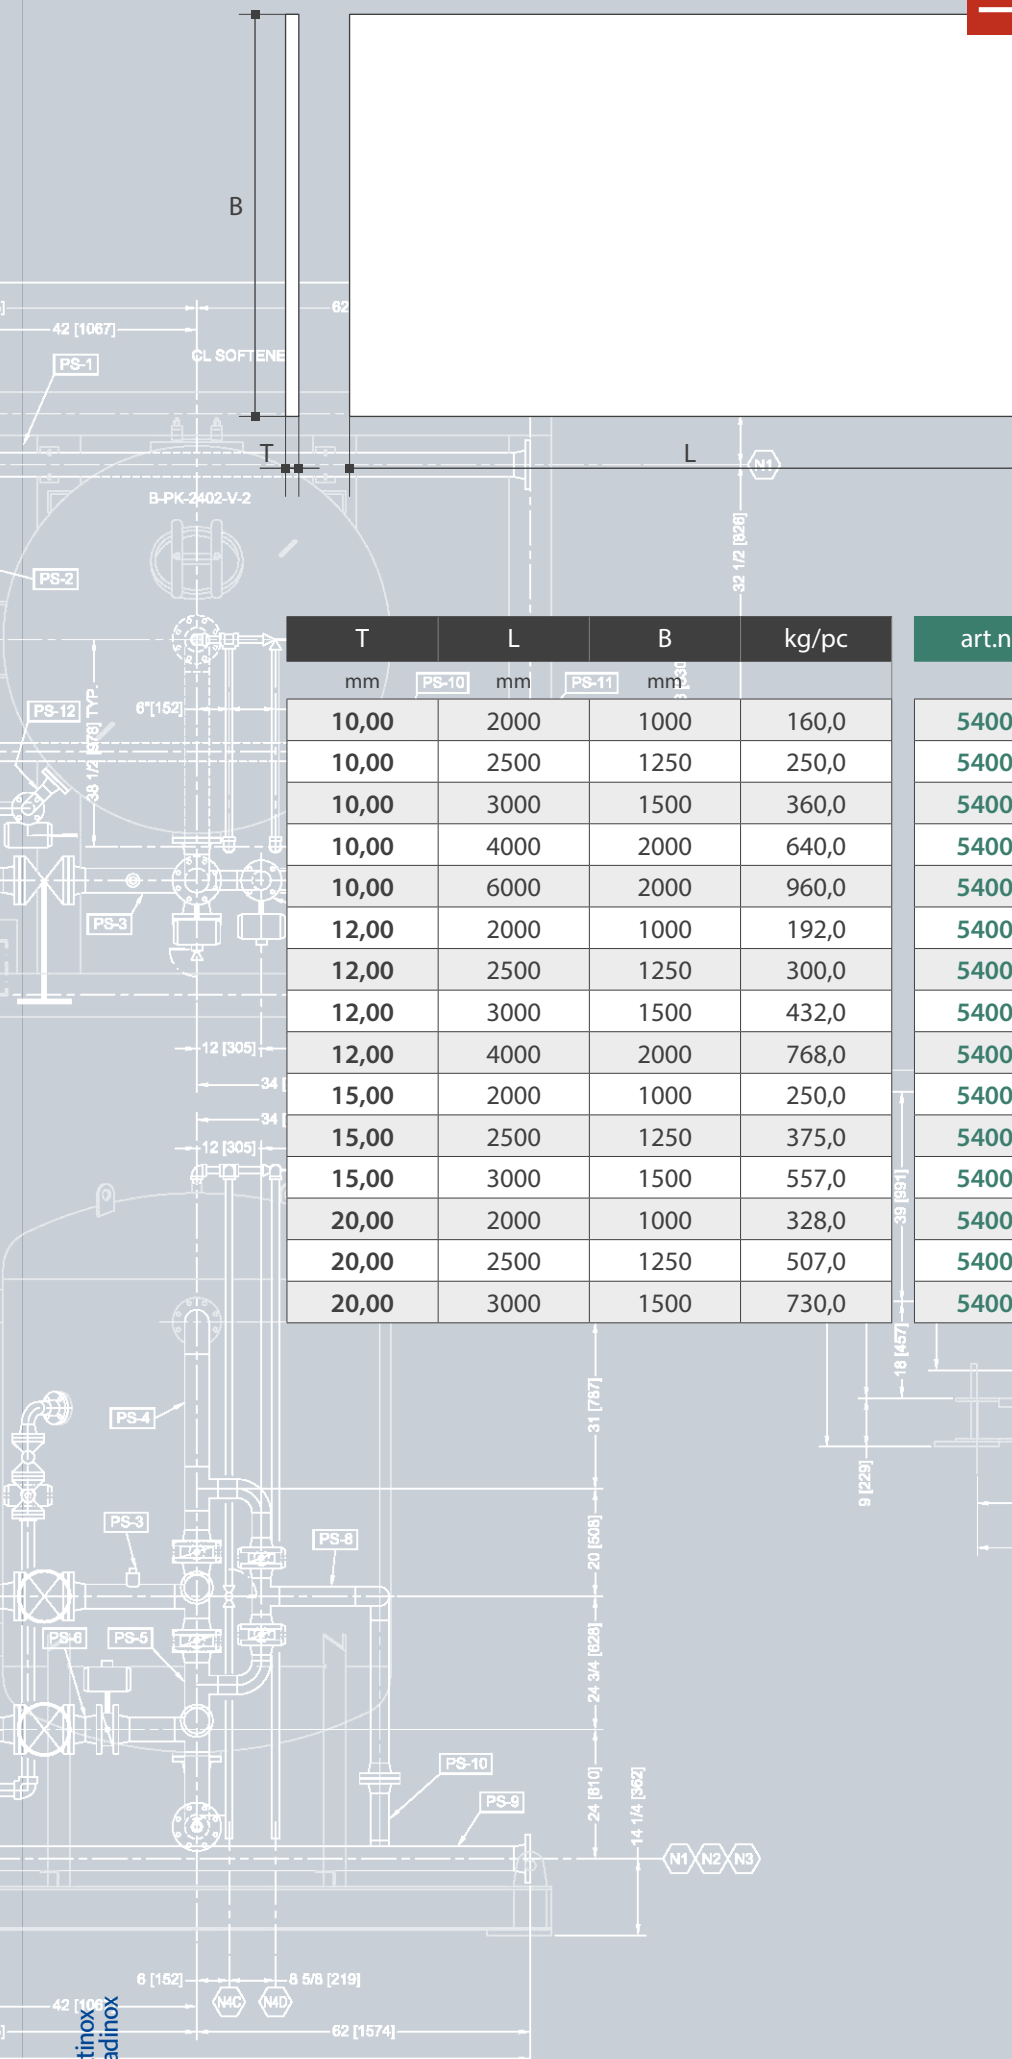 B
62
42 [1067]
PS-1
CL SOFTENE
T
L
N1
B-PK-2402-V-2
32 1/2 [826]
PS-2
T L B kg/pc art.n
mm mm mm
PS-10
PS-11
PS-12
6"[152]
38 1/2 [978] TYP.
10,00 2000 1000 160,0 5400
10,00 2500 1250 250,0 5400
10,00 3000 1500 360,0 5400
10,00 4000 2000 640,0 5400
10,00 6000 2000 960,0 5400
12,00 2000 1000 192,0 5400
12,00 2500 1250 300,0 5400
12,00 3000 1500 432,0 5400
12,00 4000 2000 768,0 5400
15,00 2000 1000 250,0 5400
15,00 2500 1250 375,0 5400
15,00 3000 1500 557,0 5400
20,00 2000 1000 328,0 5400
20,00 2500 1250 507,0 5400
20,00 3000 1500 730,0 5400
PS-3
12 [305]
34 [
34 [
12 [305]
39 [991]
18 [457]
31 [787]
PS-4
9 [229]
PS-3
PS-8
20 [508]
PS-6
PS-5
24 3/4 [628]
PS-10
24 [610]
14 1/4 [362]
PS-9
N1 N2 N3
6 [152]
8 5/8 [219]
N4C N4D
42 [106
62 [1574]
tinox
adinox